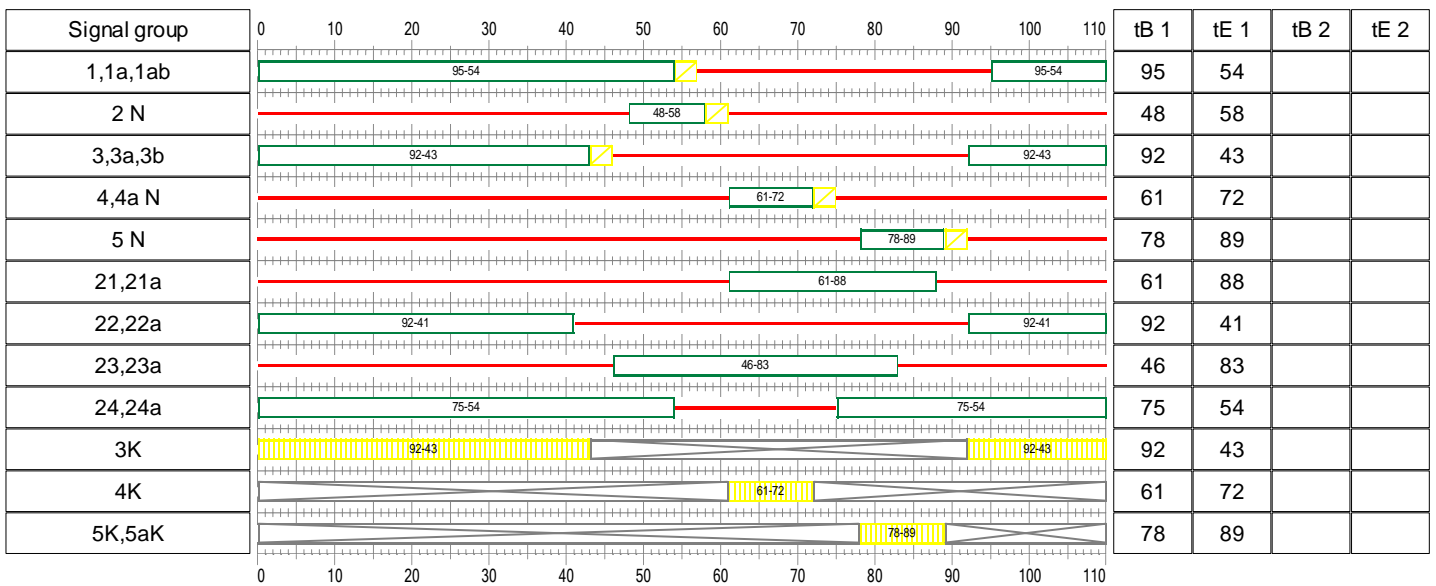 Signal group 0 10 20 30 40 50 60 70 80 90 100 110 tB 1 tE 1 tB 2 tE 2
1,1a,1ab 95-54 95-54 95 54
2 N 48-58 48 58
3,3a,3b 92-43 92-43 92 43
4,4a N 61-72 61 72
5 N 78-89 78 89
21,21a 61-88 61 88
22,22a 92-41 92-41 92 41
23,23a 46-83 46 83
24,24a 75-54 75-54 75 54
3K 92-43 92-43 92 43
4K 61-72 61 72
5K,5aK 78-89 78 89
0 10 20 30 40 50 60 70 80 90 100 110